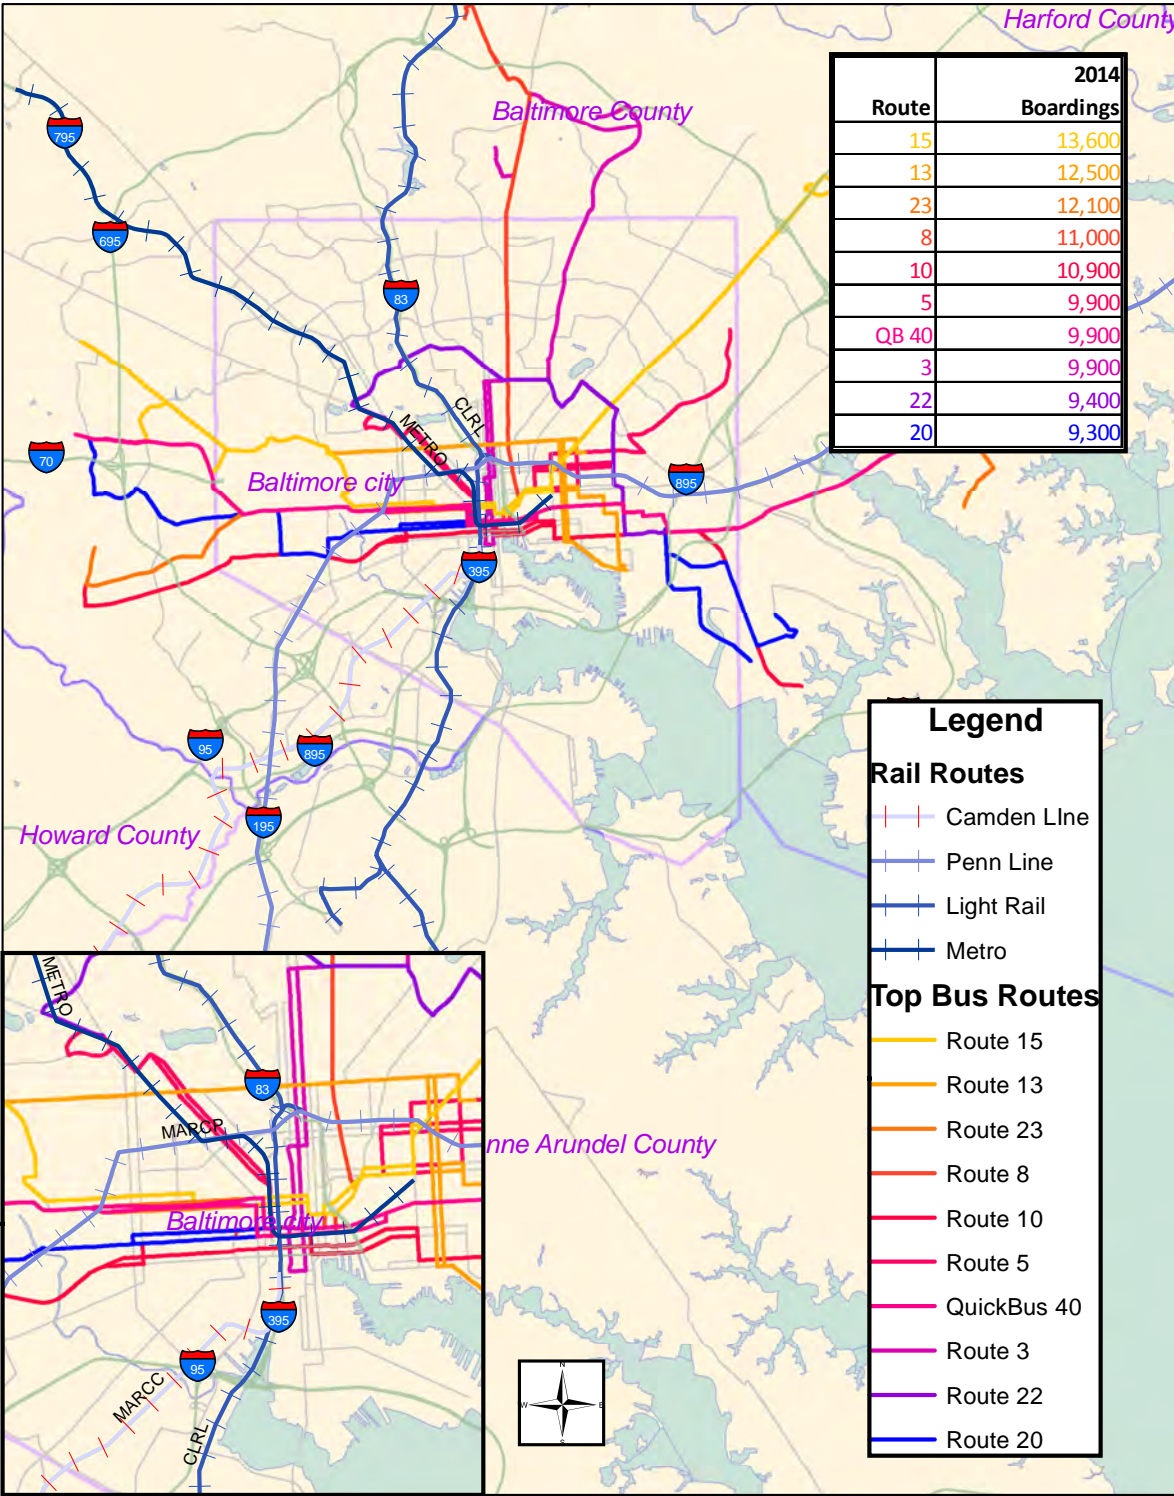 Harford County
Baltimore County
2014
Route Boardings
15 13,600
13 12,500
23 12,100
8 11,000
10 10,900
5 9,900
QB 40 9,900
3 9,900
22 9,400
20 9,300
795
695
83
CLRL
METRO
70
Baltimore city
895
395
95
895
195
Howard County
Legend
Rail Routes
Camden LIne
Penn Line
Light Rail
Metro
Top Bus Routes
Route 15
Route 13
Route 23
Route 8
Route 10
Route 5
QuickBus 40
Route 3
Route 22
Route 20
METRO
83
MARCP
nne Arundel County
Baltimore city
395
95
MARCC
CLRL
N
W E
S